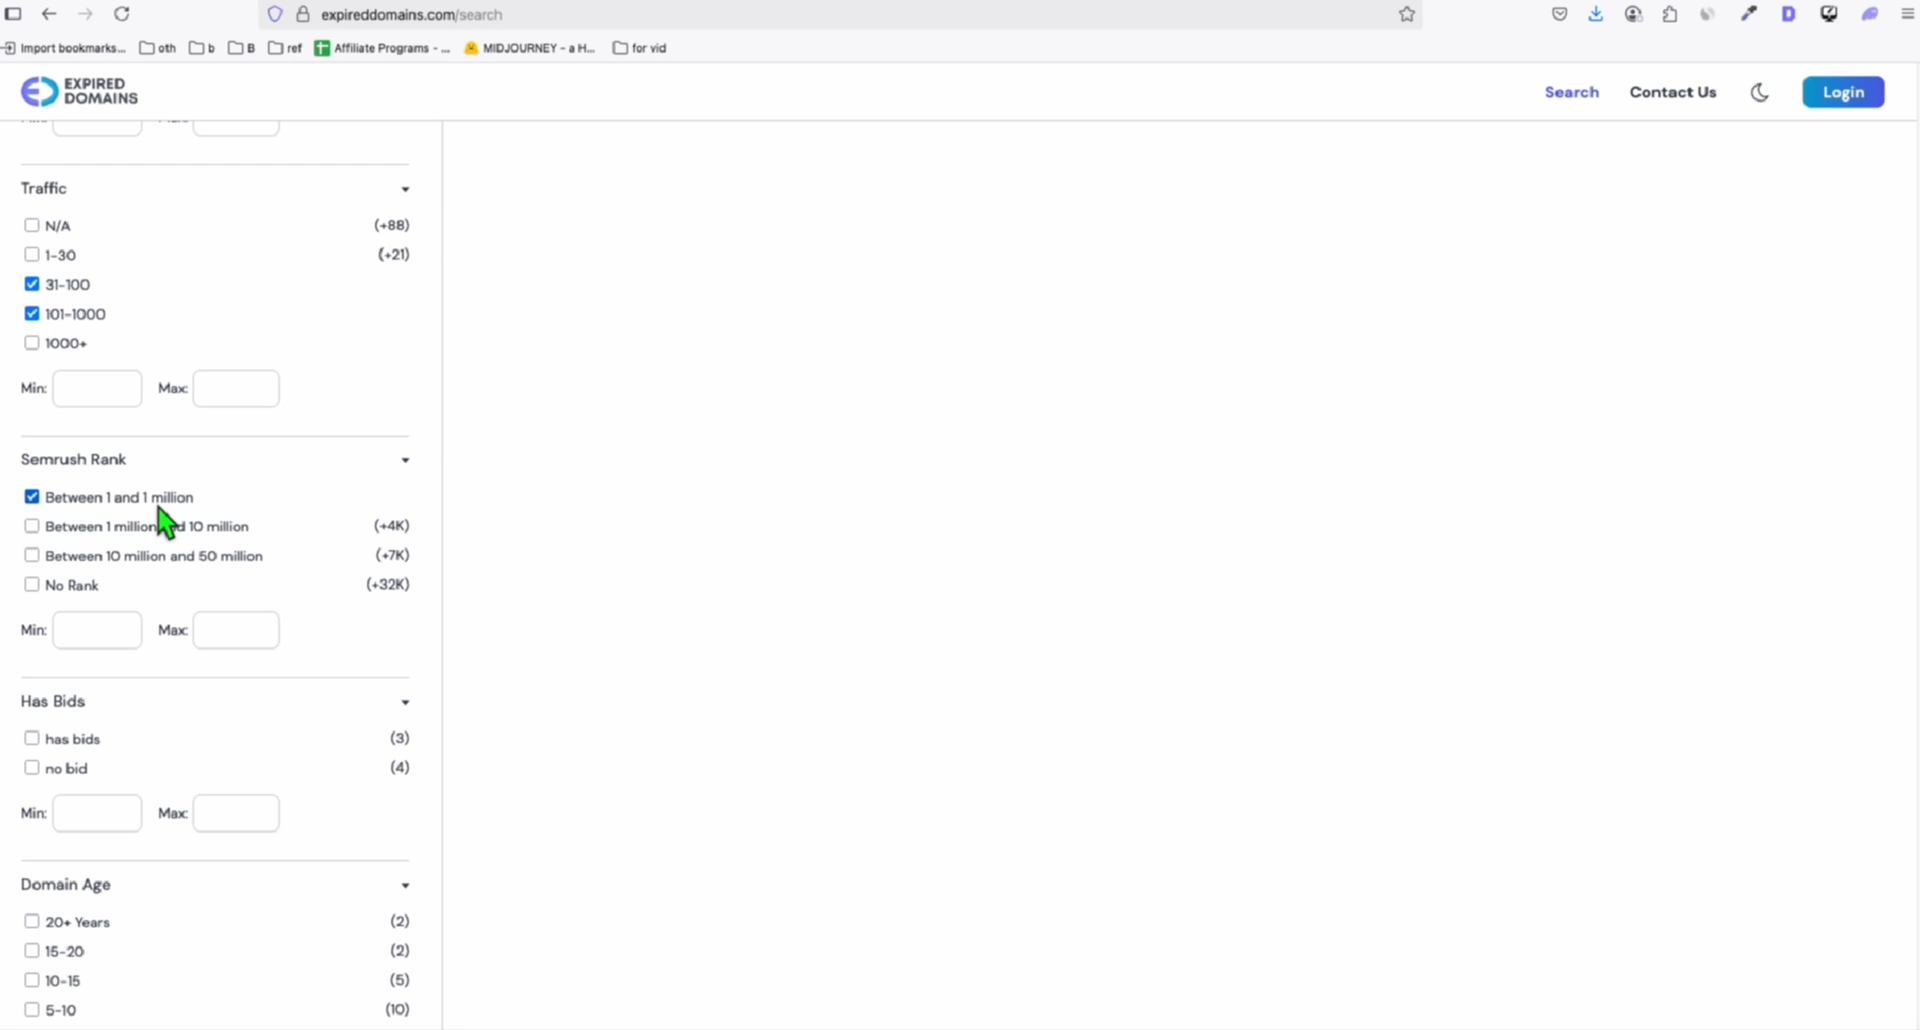 expireddomains.com/search
Import bookmarks...
oth
b
B
ref
Affiliate Programs - ...
MIDJOURNEY - a H...
for vid
EXPIRED
DOMAINS
Search
Contact Us
Login
Traffic
N/A (+88)
1-30 (+21)
31-100
101-1000
1000+
Min: Max:
Semrush Rank
Between 1 and 1 million
Between 1 million and 10 million (+4K)
Between 10 million and 50 million (+7K)
No Rank (+32K)
Min: Max:
Has Bids
has bids (3)
no bid (4)
Min: Max:
Domain Age
20+ Years (2)
15-20 (2)
10-15 (5)
5-10 (10)